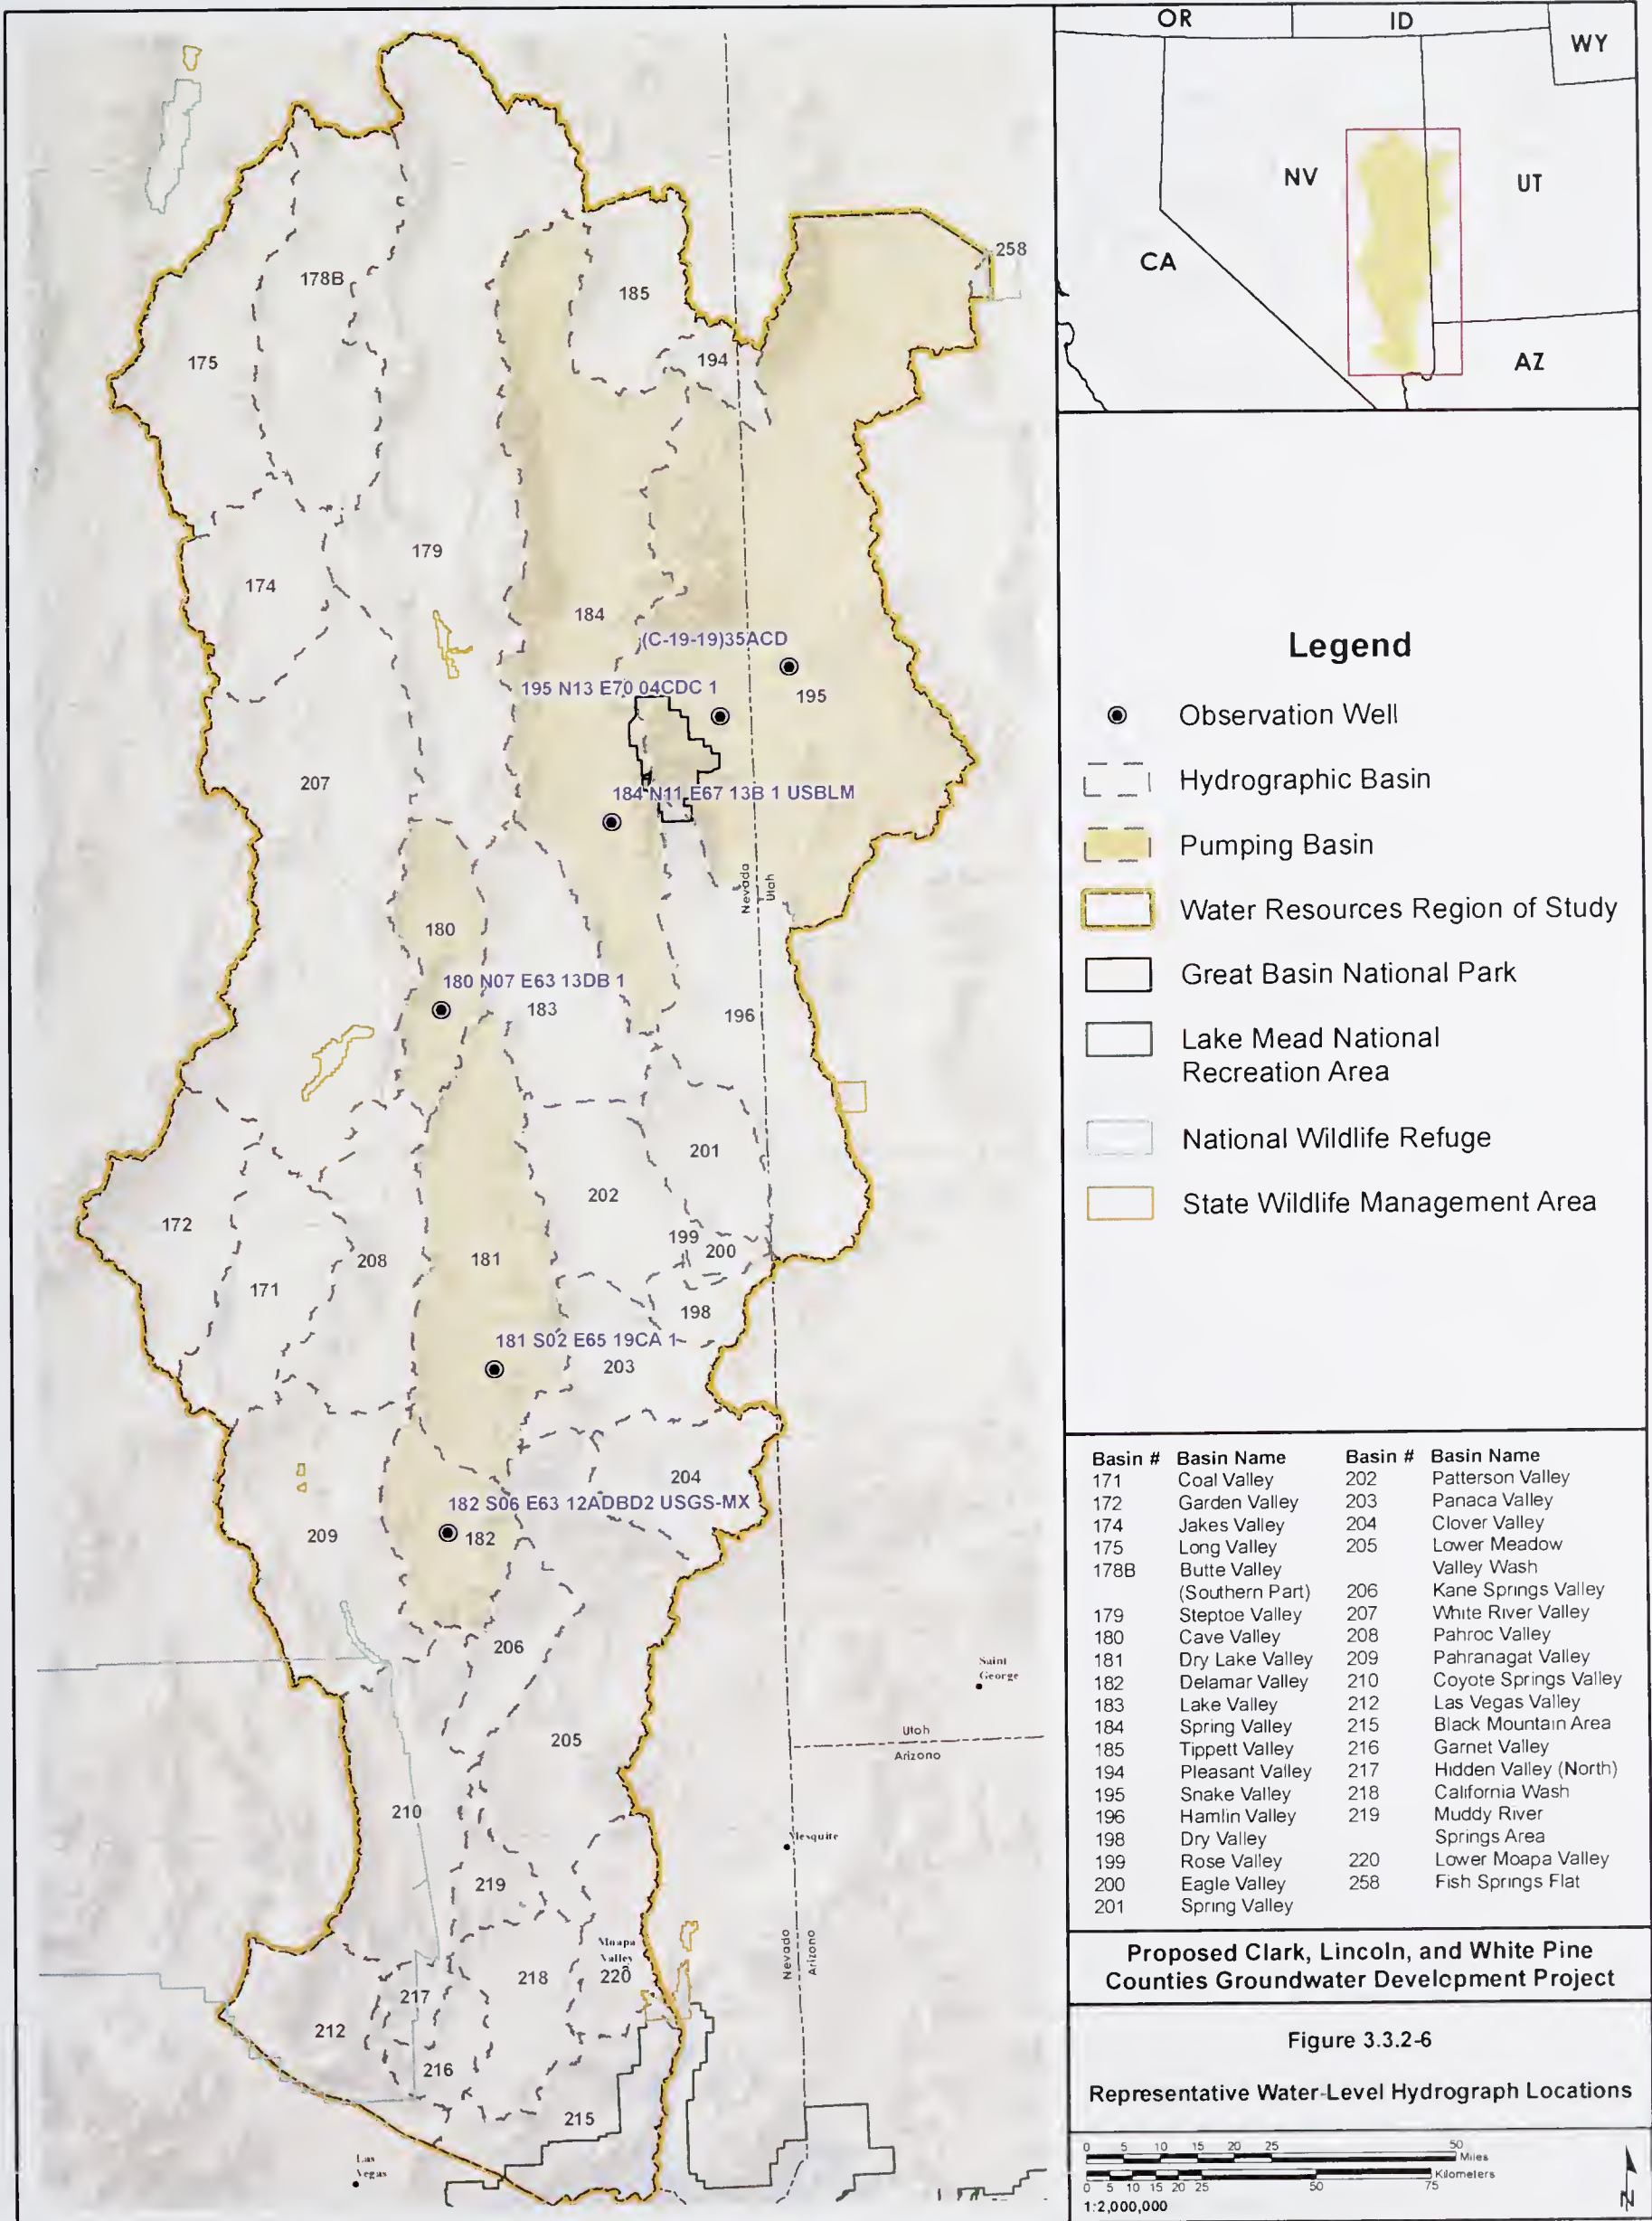 OR
ID
WY
NV
UT
CA
AZ
258
178B
185
175
194
179
174
184
(C-19-19)35ACD
195 N13 E70 04CDC 1
195
207
184 N11 E67 13B 1 USBLM
Nevada
Utah
180
180 N07 E63 13DB 1
183
196
201
202
172
199
200
208
181
171
198
181 S02 E65 19CA 1
203
204
182 S06 E63 12ADBD2 USGS-MX
209
182
206
Saint
George
205
Utoh
Arizono
210
Mesquite
219
Moapa
Valley
Nevado
Arizono
218
220
217
212
216
215
Las
Vegas
Legend
Observation Well
Hydrographic Basin
Pumping Basin
Water Resources Region of Study
Great Basin National Park
Lake Mead National
Recreation Area
National Wildlife Refuge
State Wildlife Management Area
Basin # Basin Name Basin # Basin Name
171 Coal Valley 202 Patterson Valley
172 Garden Valley 203 Panaca Valley
174 Jakes Valley 204 Clover Valley
175 Long Valley 205 Lower Meadow
178B Butte Valley Valley Wash
(Southern Part) 206 Kane Springs Valley
179 Steptoe Valley 207 White River Valley
180 Cave Valley 208 Pahroc Valley
181 Dry Lake Valley 209 Pahranagat Valley
182 Delamar Valley 210 Coyote Springs Valley
183 Lake Valley 212 Las Vegas Valley
184 Spring Valley 215 Black Mountain Area
185 Tippett Valley 216 Garnet Valley
194 Pleasant Valley 217 Hidden Valley (North)
195 Snake Valley 218 California Wash
196 Hamlin Valley 219 Muddy River
198 Dry Valley Springs Area
199 Rose Valley 220 Lower Moapa Valley
200 Eagle Valley 258 Fish Springs Flat
201 Spring Valley
Proposed Clark, Lincoln, and White Pine
Counties Groundwater Development Project
Figure 3.3.2-6
Representative Water-Level Hydrograph Locations
0 5 10 15 20 25 50
Miles
Kilometers
0 5 10 15 20 25 50 75
1:2,000,000
N